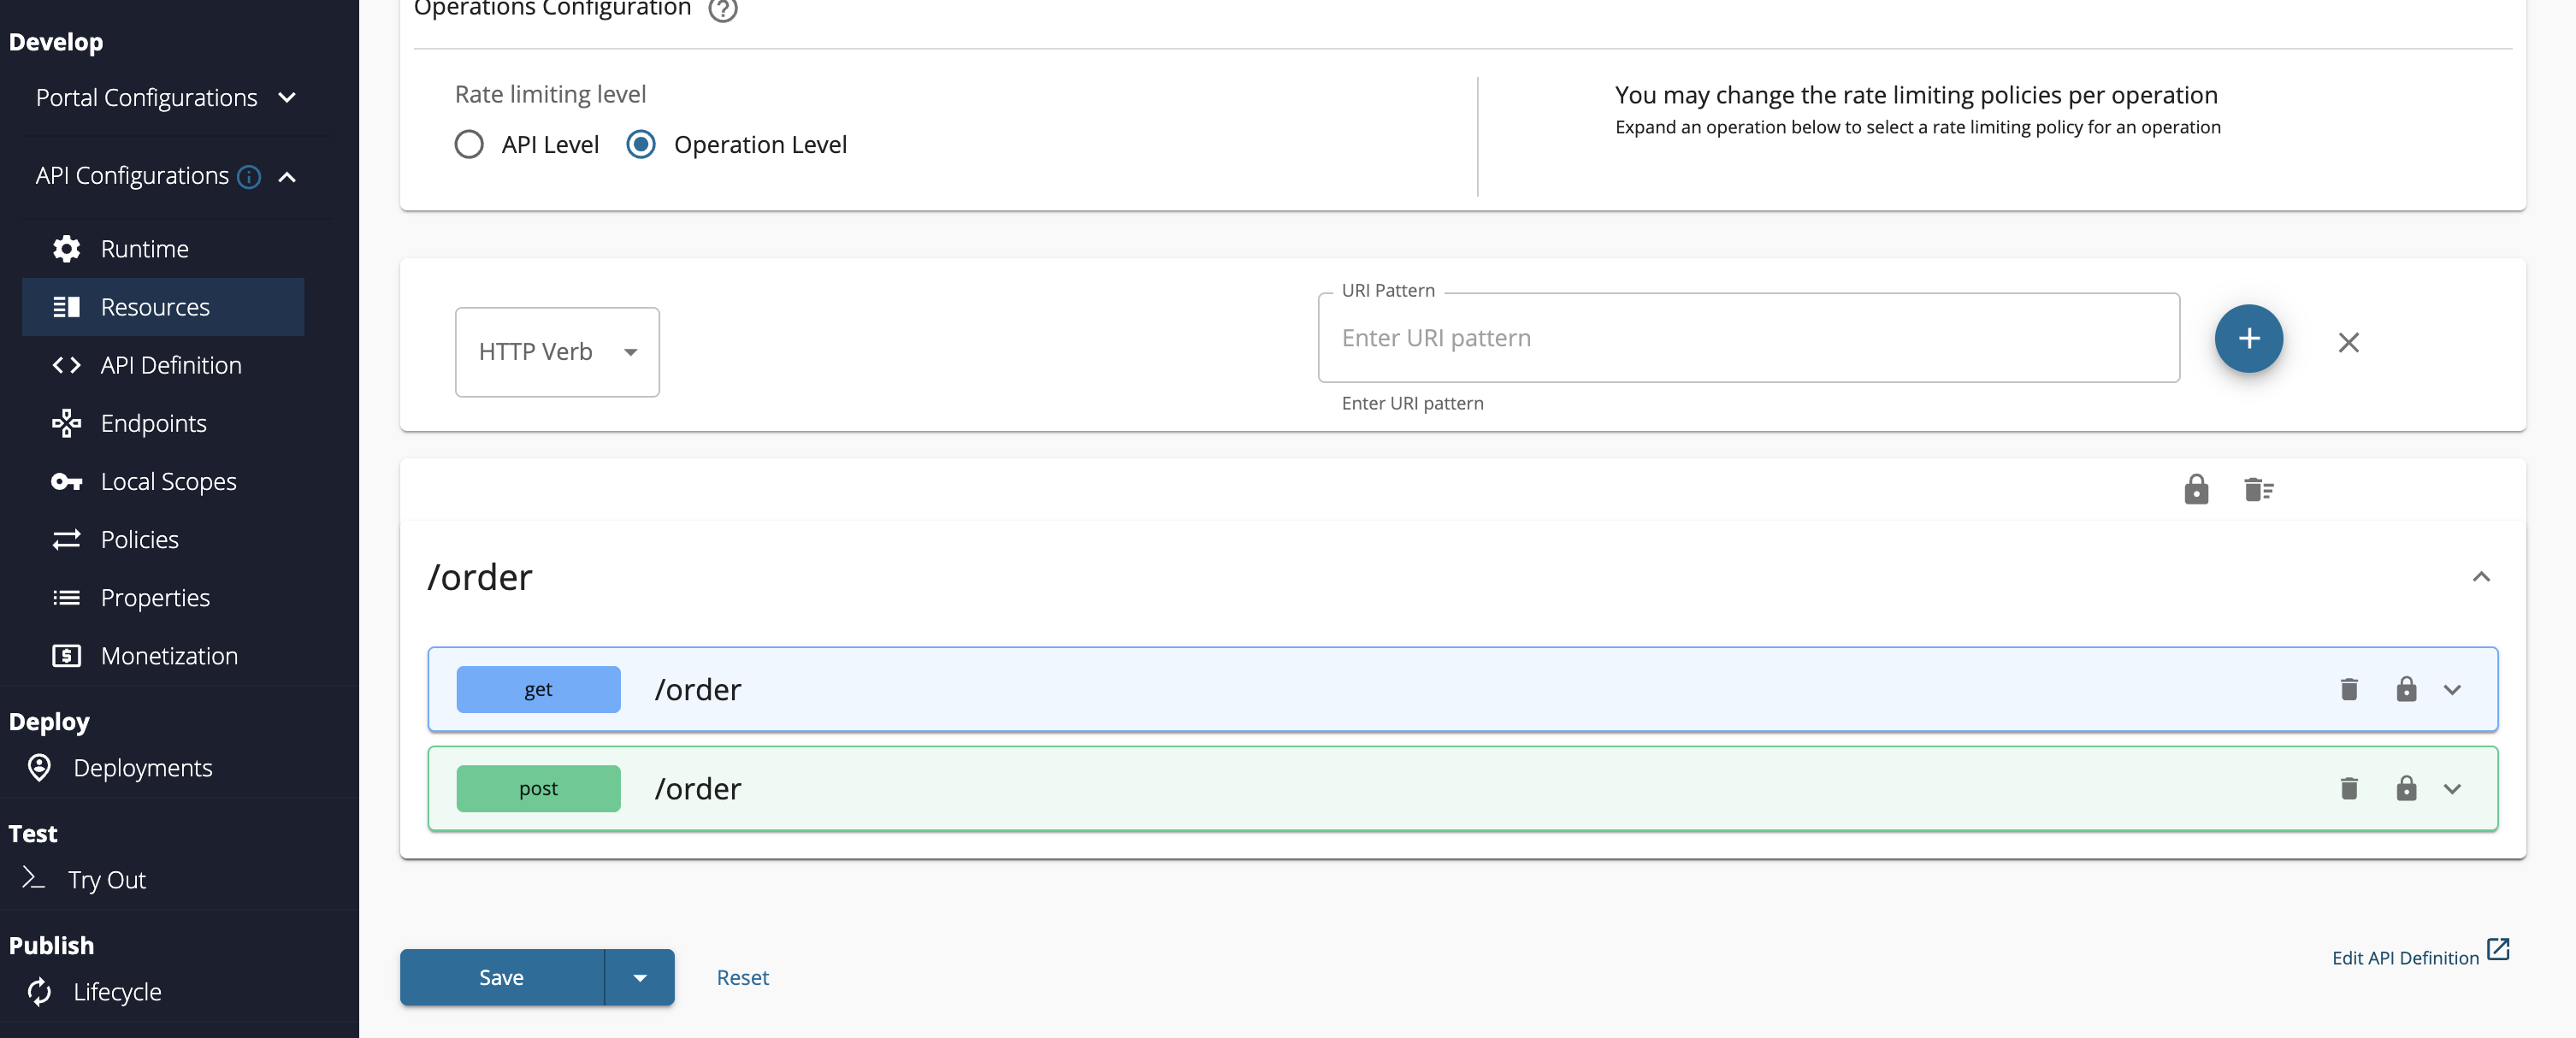 Develop
Portal Configurations
API Configurations
Runtime
Resources
API Definition
Endpoints
Local Scopes
Policies
Properties
Monetization
Deploy
Deployments
Test
Try Out
Publish
Lifecycle
Operations Configuration
Rate limiting level
API Level
Operation Level
You may change the rate limiting policies per operation
Expand an operation below to select a rate limiting policy for an operation
HTTP Verb
URI Pattern
Enter URI pattern
Enter URI pattern
/order
get /order
post /order
Save
Reset
Edit API Definition